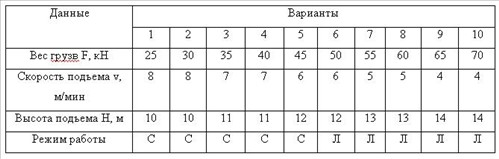 Данные Варианты
1 2 3 4 5 6 7 8 9 10
Вес грузв F, кН 25 30 35 40 45 50 55 60 65 70
Скорость подъема v, 8 8 7 7 6 6 5 5 4 4
м/мин
Высота подъема Н, м 10 10 11 11 12 12 13 13 14 14
Режим работы С С С С С Л Л Л Л Л